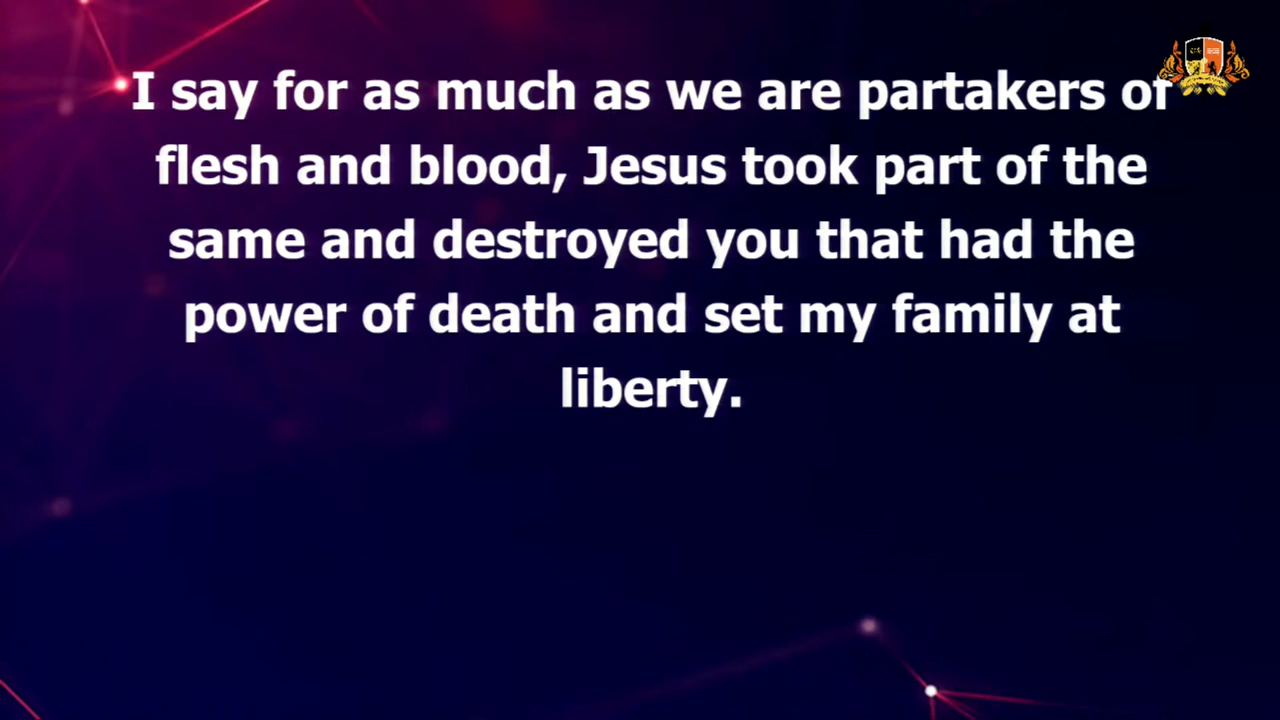 I say for as much as we are partakers of
flesh and blood, Jesus took part of the
same and destroyed you that had the
power of death and set my family at
liberty.